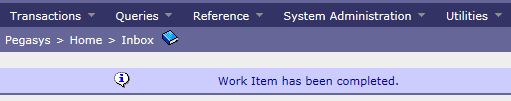 Transactions Queries Reference System Administration Utilities
Pegasys > Home > Inbox
Work Item has been completed.